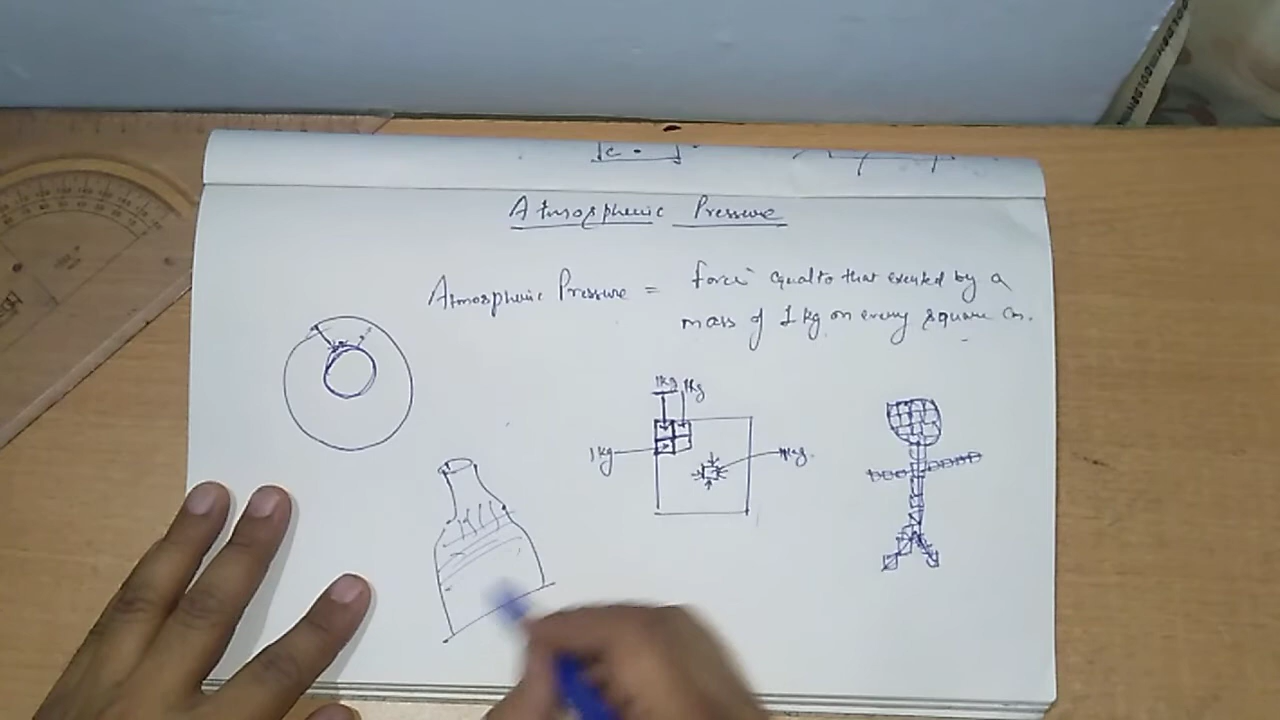 Atmospheric Pressure
Atmospheric Pressure = force equal to that exerted by a
mass of 1 kg on every square cm.
1kg 1kg
1kg
1kg.